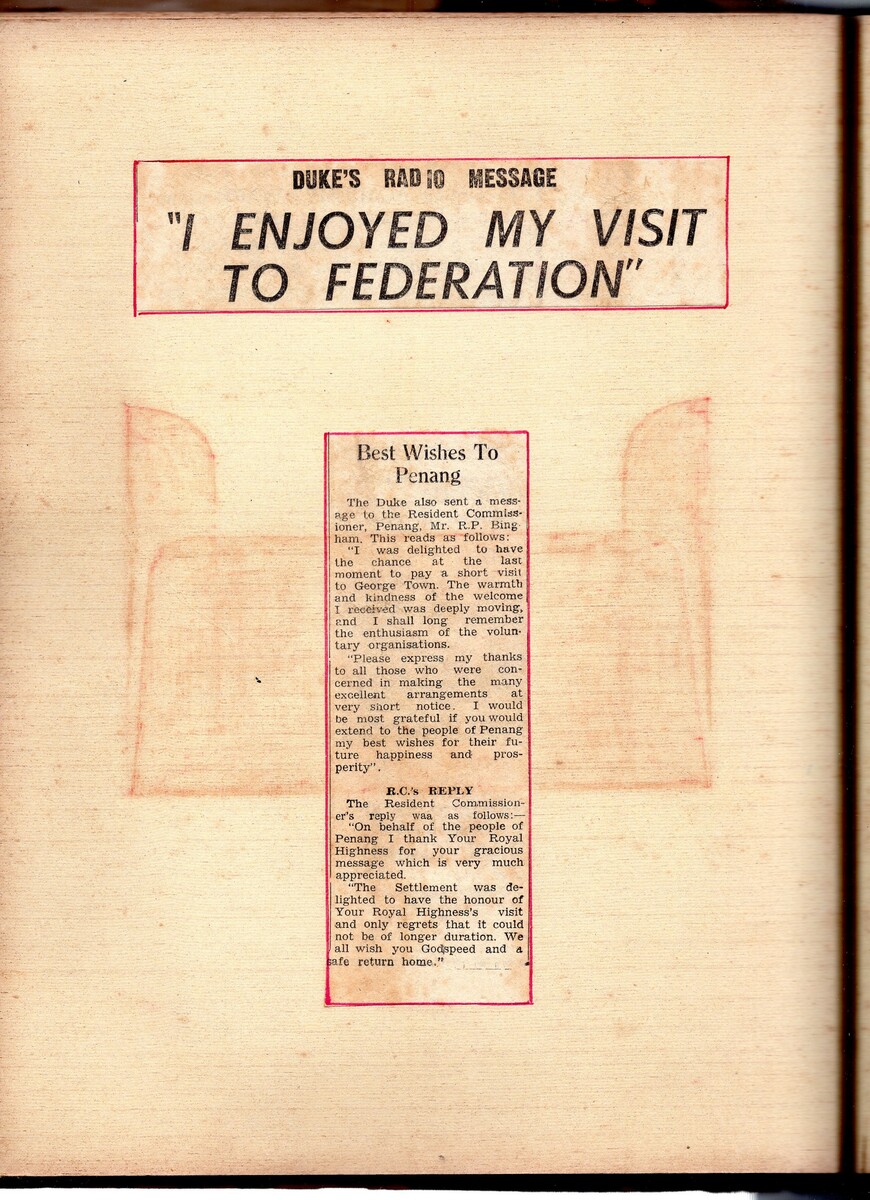 DUKE'S RADIO MESSAGE
"I ENJOYED MY VISIT
TO FEDERATION"
Best Wishes To
Penang
The Duke also sent a mess-
age to the Resident Commiss-
ioner, Penang, Mr. R.P. Bing
ham. This reads as follows:
"I was delighted to have
the chance at the last
moment to pay a short visit
to George Town. The warmth
and kindness of the welcome
I received was deeply moving,
and I shall long remember
the enthusiasm of the volun-
tary organisations.
"Please express my thanks
to all those who were con-
cerned in making the many
excellent arrangements at
very short notice. I would
be most grateful if you would
extend to the people of Penang
my best wishes for their fu-
ture happiness and pros-
perity".
R.C.'s REPLY
The Resident Commission-
er's reply waa as follows:—
"On behalf of the people of
Penang I thank Your Royal
Highness for your gracious
message which is very much
appreciated.
"The Settlement was de-
lighted to have the honour of
Your Royal Highness's visit
and only regrets that it could
not be of longer duration. We
all wish you Godspeed and a
safe return home."